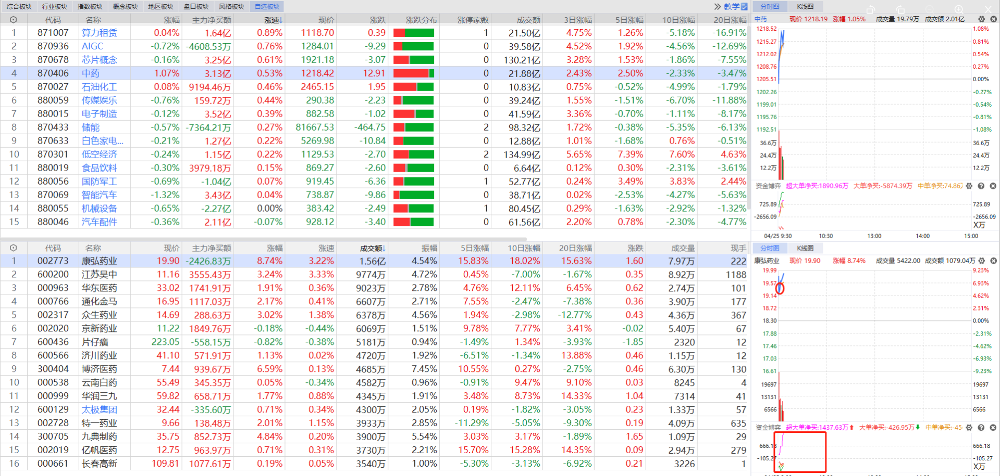 综合板块 行业板块 指数板块 概念板块 地区板块 盘口板块 风格板块 自选板块 教学
代码 名称 涨幅 主力净买额 涨速↓ 现价 涨跌 涨跌分布 涨停家数 成交额 3日涨幅 5日涨幅 10日涨幅 20日涨幅
1 871007 算力租赁 0.04% 1.64亿 0.89% 1118.70 0.39 1 21.50亿 4.75% 1.26% -5.18% -16.91%
2 870936 AIGC -0.72% -4608.53万 0.76% 1284.01 -9.29 0 39.58亿 4.52% 1.92% -4.56% -12.69%
3 870678 芯片概念 -0.16% 3.25亿 0.61% 1921.18 -3.07 0 130.21亿 3.28% 1.53% -1.86% -7.55%
4 870406 中药 1.07% 3.13亿 0.53% 1218.42 12.91 0 21.88亿 2.43% 2.50% -2.33% -3.47%
5 870027 石油化工 0.08% 9194.46万 0.46% 2465.15 1.95 0 10.83亿 0.75% -0.52% -4.99% -1.79%
6 880059 传媒娱乐 -0.76% 159.72万 0.44% 290.38 -2.23 0 39.24亿 1.55% -1.51% -6.70% -11.88%
7 880015 电子制造 -0.12% 3.52亿 0.39% 882.58 -1.02 0 41.59亿 3.36% -0.70% -1.11% -8.17%
8 870433 储能 -0.57% -7364.21万 0.27% 81667.53 -464.75 2 98.32亿 1.72% -0.38% -5.35% -6.13%
9 870633 白色家电... -0.21% 1.27亿 0.22% 5269.98 -10.84 0 12.88亿 1.01% -1.68% 0.76% -0.51%
10 870301 低空经济 -0.24% 1.15亿 0.22% 1129.53 -2.70 2 134.99亿 5.65% 7.39% 7.60% 4.63%
11 880019 食品饮料 -0.30% 3979.18万 0.15% 869.27 -2.60 0 6.64亿 0.12% 0.30% -2.31% -3.61%
12 880056 国防军工 -0.69% -1.04亿 0.07% 919.45 -6.36 1 52.77亿 0.24% 3.49% 3.83% 2.44%
13 870069 智能汽车 -1.32% 3.43亿 0.04% 738.87 -9.86 0 38.71亿 0.02% -2.53% -4.27% -5.63%
14 880055 机械设备 -0.65% -2.27亿 0.00% 383.42 -2.49 1 80.45亿 0.29% -1.63% -2.92% -1.32%
15 880046 汽车配件 -0.36% 2.11亿 -0.07% 928.12 -3.40 0 61.56亿 2.20% 0.78% -2.30% -4.77%
代码 名称 现价 主力净买额 涨幅 涨速 成交额↓ 振幅 5日涨幅 10日涨幅 20日涨幅 涨跌 成交量 现手
1 002773 康弘药业 19.90 -2426.83万 8.74% 3.22% 1.56亿 4.54% 15.83% 18.02% 15.63% 1.60 7.97万 222
2 600200 江苏吴中 11.16 3555.43万 3.24% 3.33% 9774万 4.72% 0.45% -7.00% -1.67% 0.35 8.92万 1188
3 000963 华东医药 33.02 1741.91万 1.91% 0.36% 9023万 2.78% 4.76% 12.11% 6.45% 0.62 2.74万 101
4 000766 通化金马 16.95 1117.03万 2.17% 0.41% 6607万 2.71% 7.55% -2.47% -7.38% 0.36 3.90万 177
5 002317 众生药业 14.69 288.63万 3.02% 1.38% 6378万 4.56% 1.94% -2.98% -12.77% 0.43 4.36万 367
6 002020 京新药业 11.22 1849.76万 -0.18% -0.44% 6069万 1.51% 9.78% 7.77% 3.41% -0.02 5.40万 67
7 600436 片仔癀 223.05 -558.15万 -0.82% -0.38% 5181万 0.94% -1.49% 1.34% -3.93% -1.85 2320 12
8 600566 济川药业 41.10 571.91万 1.13% 0.02% 4720万 1.92% -6.51% -1.34% 13.88% 0.46 1.15万 12
9 300404 博济医药 7.44 939.67万 6.59% 0.13% 4685万 7.45% 10.55% 0.27% -2.75% 0.46 6.30万 130
10 000538 云南白药 55.49 345.35万 0.05% -0.34% 4582万 0.96% -0.91% 9.47% 9.10% 0.03 8245 4
11 000999 华润三九 59.82 658.71万 1.77% 0.88% 4345万 1.91% 3.48% 8.73% 14.33% 1.04 7314 41
12 600129 太极集团 32.44 -335.60万 0.71% 0.34% 4300万 2.05% 0.19% -1.82% -3.05% 0.23 1.33万 57
13 002728 特一药业 9.66 138.48万 2.01% 1.15% 3933万 2.85% -11.29% -5.05% -9.30% 0.19 4.09万 635
14 300705 九典制药 35.75 852.73万 4.84% 0.20% 3900万 5.54% 3.03% 3.17% -1.89% 1.65 1.09万 29
15 002019 亿帆医药 12.75 963.97万 0.71% 0.31% 3730万 2.21% 15.70% 15.28% 14.35% 0.09 2.94万 279
16 000661 长春高新 109.81 1077.61万 0.19% 0.05% 3540万 1.00% -5.30% -3.13% -6.92% 0.21 3226 1
分时图 K线图
中药 现价 1218.19 涨幅 1.05% 成交量 19.79万 成交额 2.01亿
1218.52 1.08%
1215.27 0.81%
1212.02 0.54%
1208.76 0.27%
1205.51 0.00%
1202.26 -0.27%
1199.01 -0.54%
1195.76 -0.81%
1192.51 -1.08%
36.6万 36.6万
24.4万 24.4万
12.2万 12.2万
资金博弈 超大单净买:1890.96万 大单净买:-5874.39万 中单净买:74.86
725.89 725.89
-2656.09 -2656.09
X万
04/25 9:30 10:30 13:00 14:00 15:00
分时图 K线图
康弘药业 现价 19.90 涨幅 8.74% 成交量 5422.00 成交额 1079.04万
19.99 9.23%
19.57 6.93%
19.14 4.62%
18.72 2.31%
18.30 0.00%
17.88 -2.31%
17.46 -4.62%
17.03 -6.93%
16.61 -9.23%
19697 19697
13131 13131
6566 6566
资金博弈 超大单净买:1437.63万 大单净买:-426.95万 中单净买:-45
666.18 666.18
-105.27 -105.27
X万